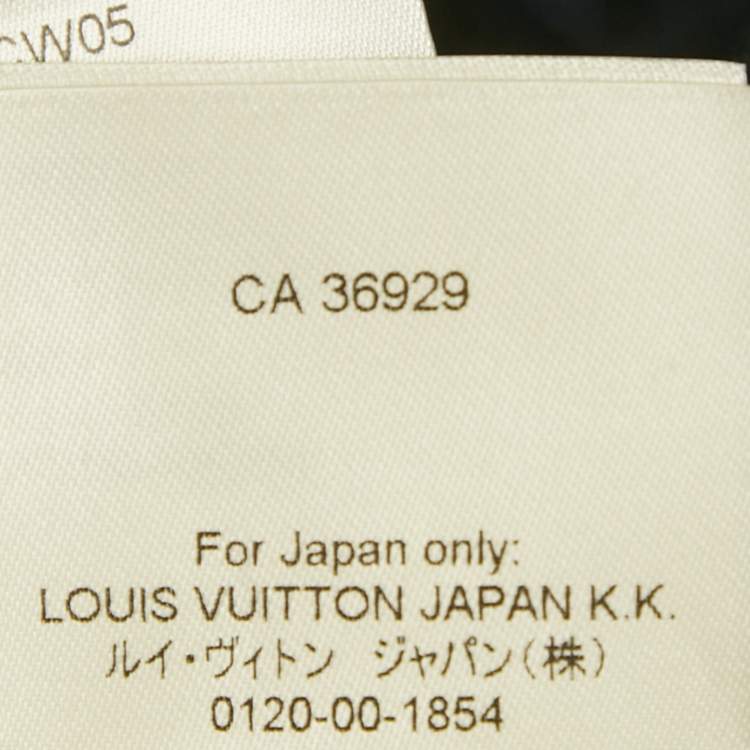 CW05
CA 36929
For Japan only:
LOUIS VUITTON JAPAN K.K.
ルイ・ヴィトン　ジャパン(株)
0120-00-1854